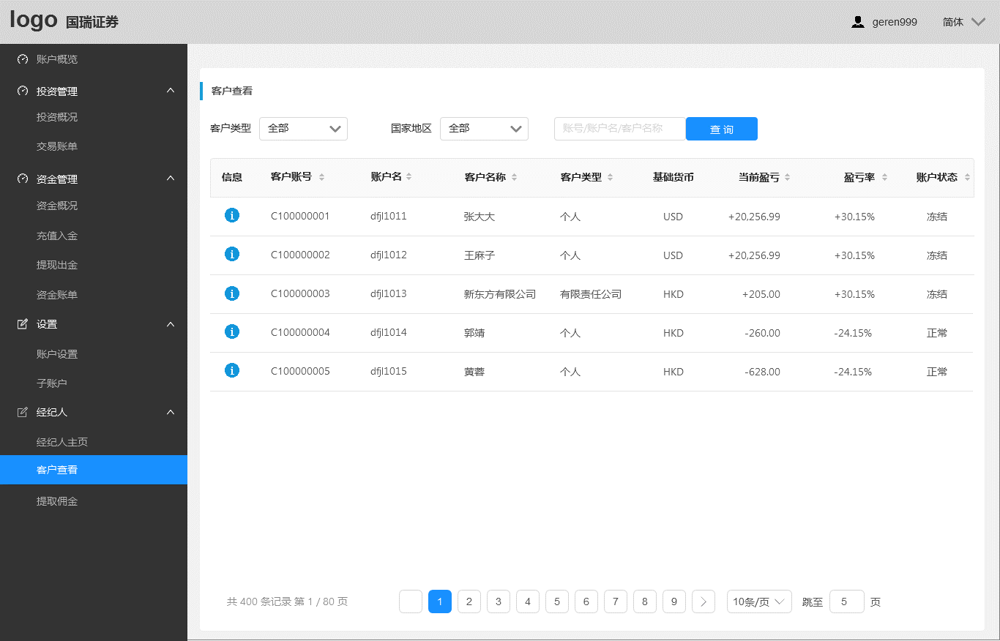 logo 国瑞证券 geren999 简体
账户概览
投资管理
投资概况
交易账单
资金管理
资金概况
充值入金
提现出金
资金账单
设置
账户设置
子账户
经纪人
经纪人主页
客户查看
提取佣金
客户查看
客户类型 全部 国家地区 全部 账号/账户名/客户名称 查 询
信息 客户账号 账户名 客户名称 客户类型 基础货币 当前盈亏 盈亏率 账户状态
C100000001 dfjl1011 张大大 个人 USD +20,256.99 +30.15% 冻结
C100000002 dfjl1012 王麻子 个人 USD +20,256.99 +30.15% 冻结
C100000003 dfjl1013 新东方有限公司 有限责任公司 HKD +205.00 +30.15% 冻结
C100000004 dfjl1014 郭靖 个人 HKD -260.00 -24.15% 正常
C100000005 dfjl1015 黄蓉 个人 HKD -628.00 -24.15% 正常
共 400 条记录 第 1 / 80 页 1 2 3 4 5 6 7 8 9 10条/页 跳至 5 页